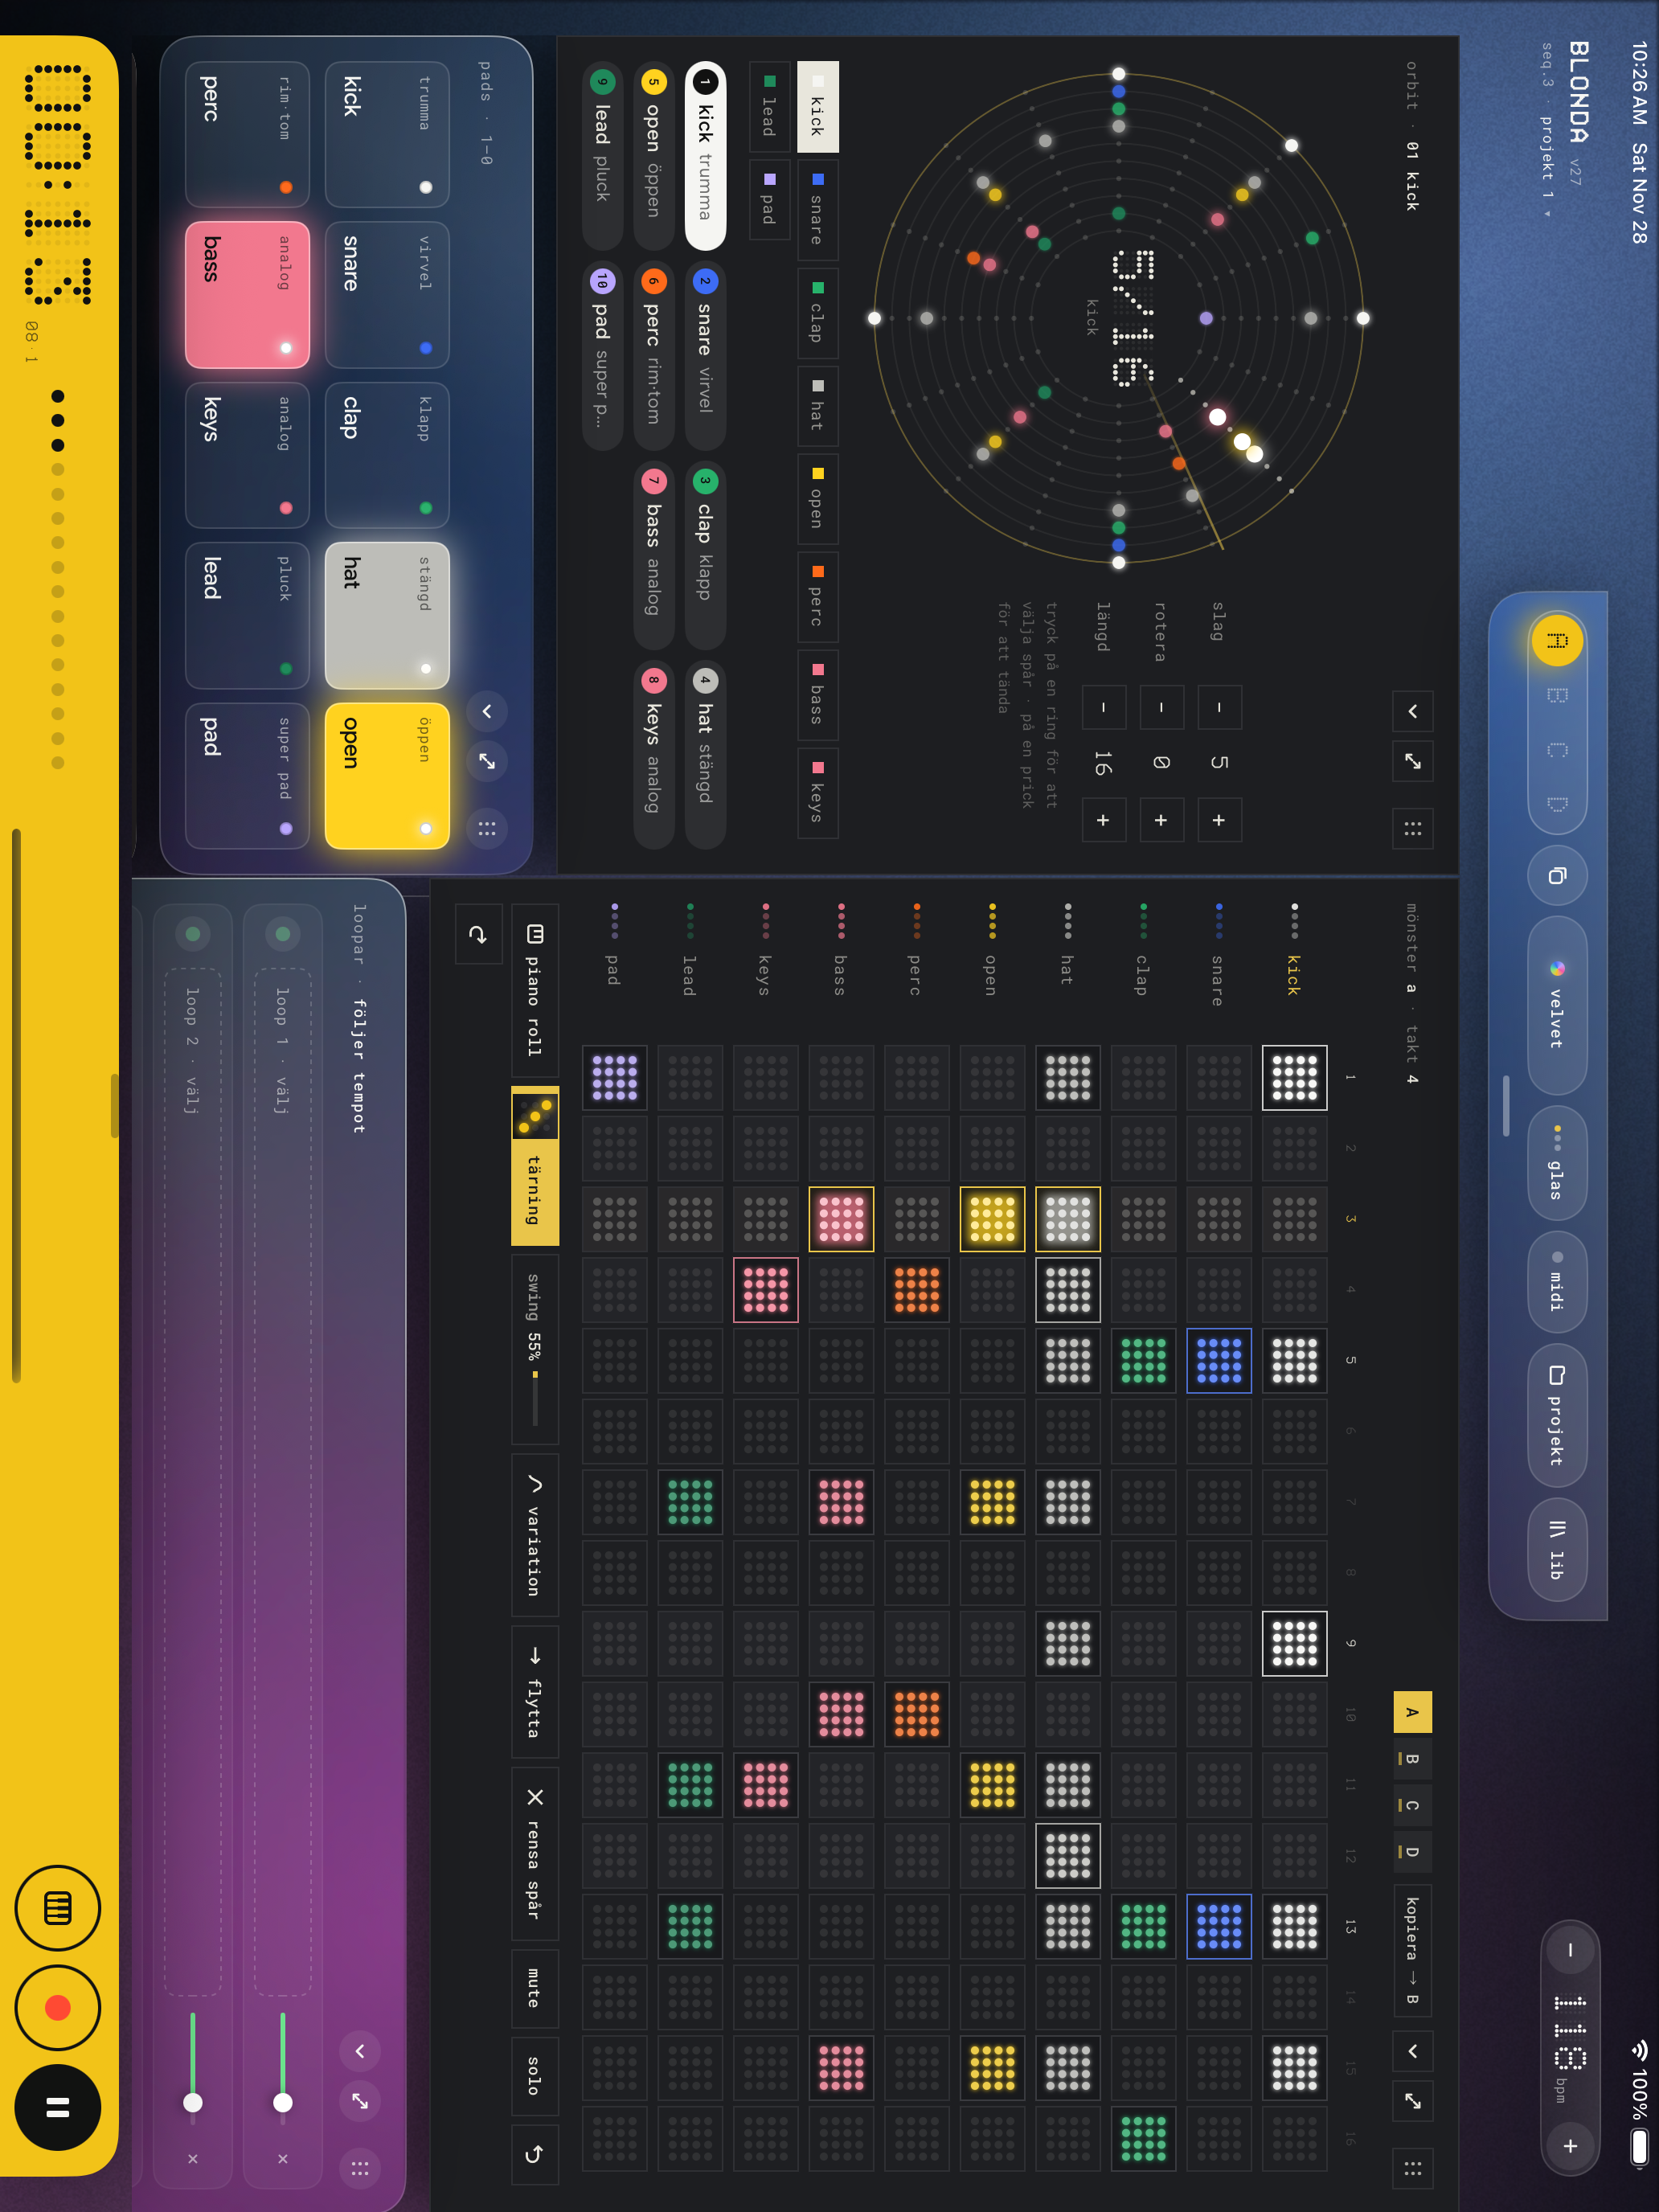 10:26 AM Sat Nov 28
100%
BLONDA v27
seq.3 · projekt 1
A B C D
velvet
glas
midi
projekt
lib
118 bpm
orbit · 01 kick
5/16
kick
slag − 5 +
rotera − 0 +
längd − 16 +
tryck på en ring för att
välja spår · på en prick
för att tända
kick snare clap hat open perc bass keys
lead pad
1 kick trumma 2 snare virvel 3 clap klapp 4 hat stängd
5 open öppen 6 perc rim·tom 7 bass analog 8 keys analog
9 lead pluck 10 pad super p…
pads · 1–0
trumma virvel klapp stängd öppen
kick snare clap hat open
rim·tom analog analog pluck super pad
perc bass keys lead pad
mönster a · takt 4
A B C D kopiera → B
1 2 3 4 5 6 7 8 9 10 11 12 13 14 15 16
kick
snare
clap
hat
open
perc
bass
keys
lead
pad
piano roll tärning swing 55% variation flytta rensa spår mute solo
loopar · följer tempot
loop 1 · välj
loop 2 · välj
08·1